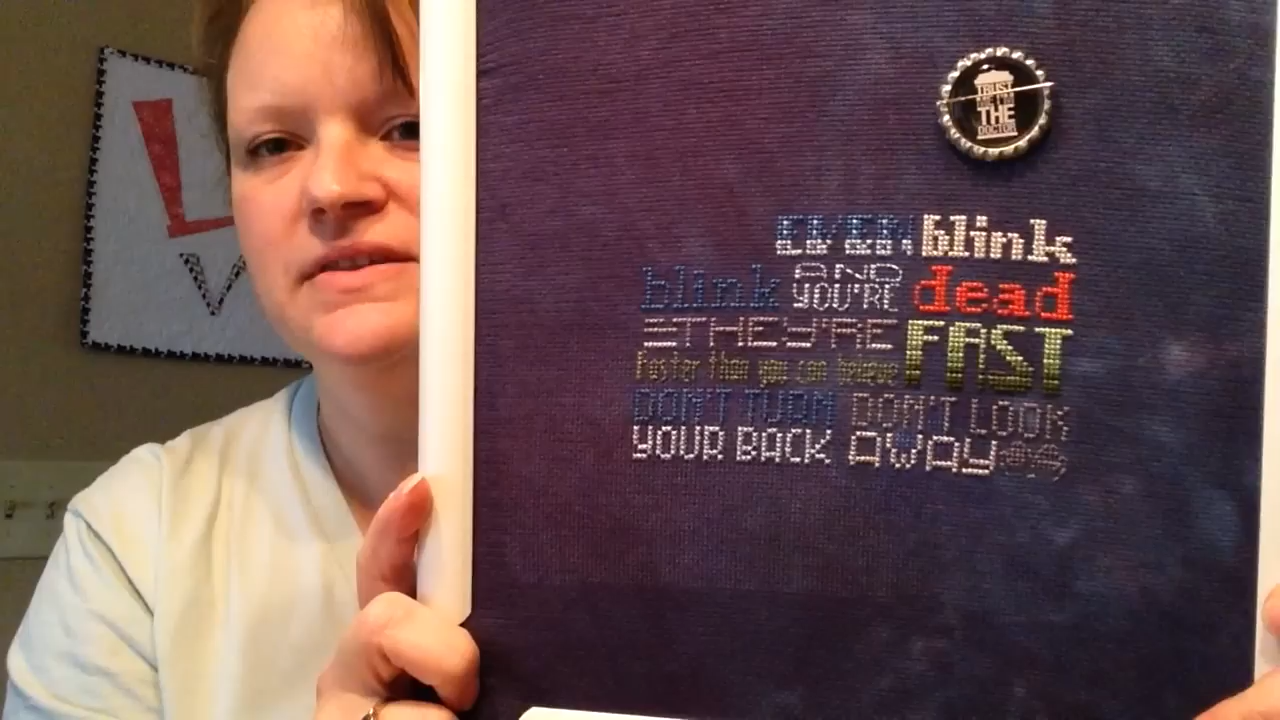 L
V
TRUST
ME I'M
THE
DOCTOR
EVEN blink
blink AND YOU'RE dead
THEY'RE FAST
Faster than you can believe
DON'T TURN DON'T LOOK
YOUR BACK AWAY